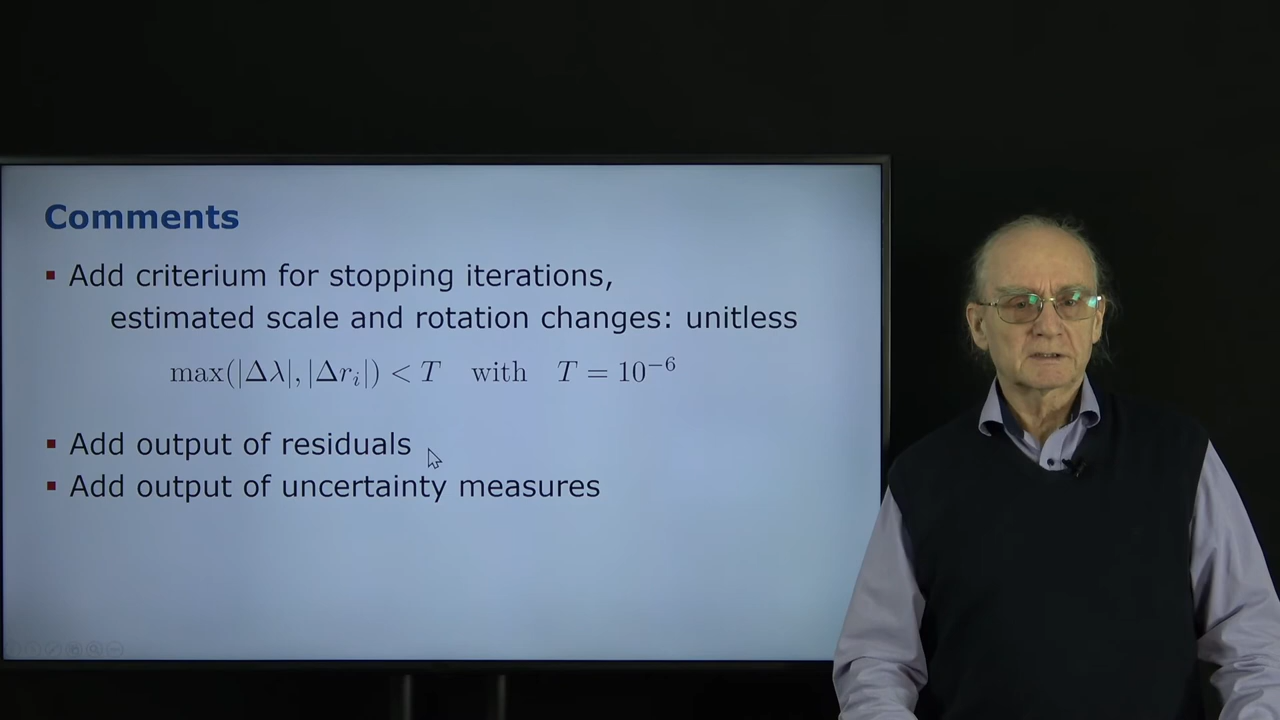 Comments
▪ Add criterium for stopping iterations,
estimated scale and rotation changes: unitless
max(|Δλ|, |Δrᵢ|) < T with T = 10⁻⁶
▪ Add output of residuals
▪ Add output of uncertainty measures